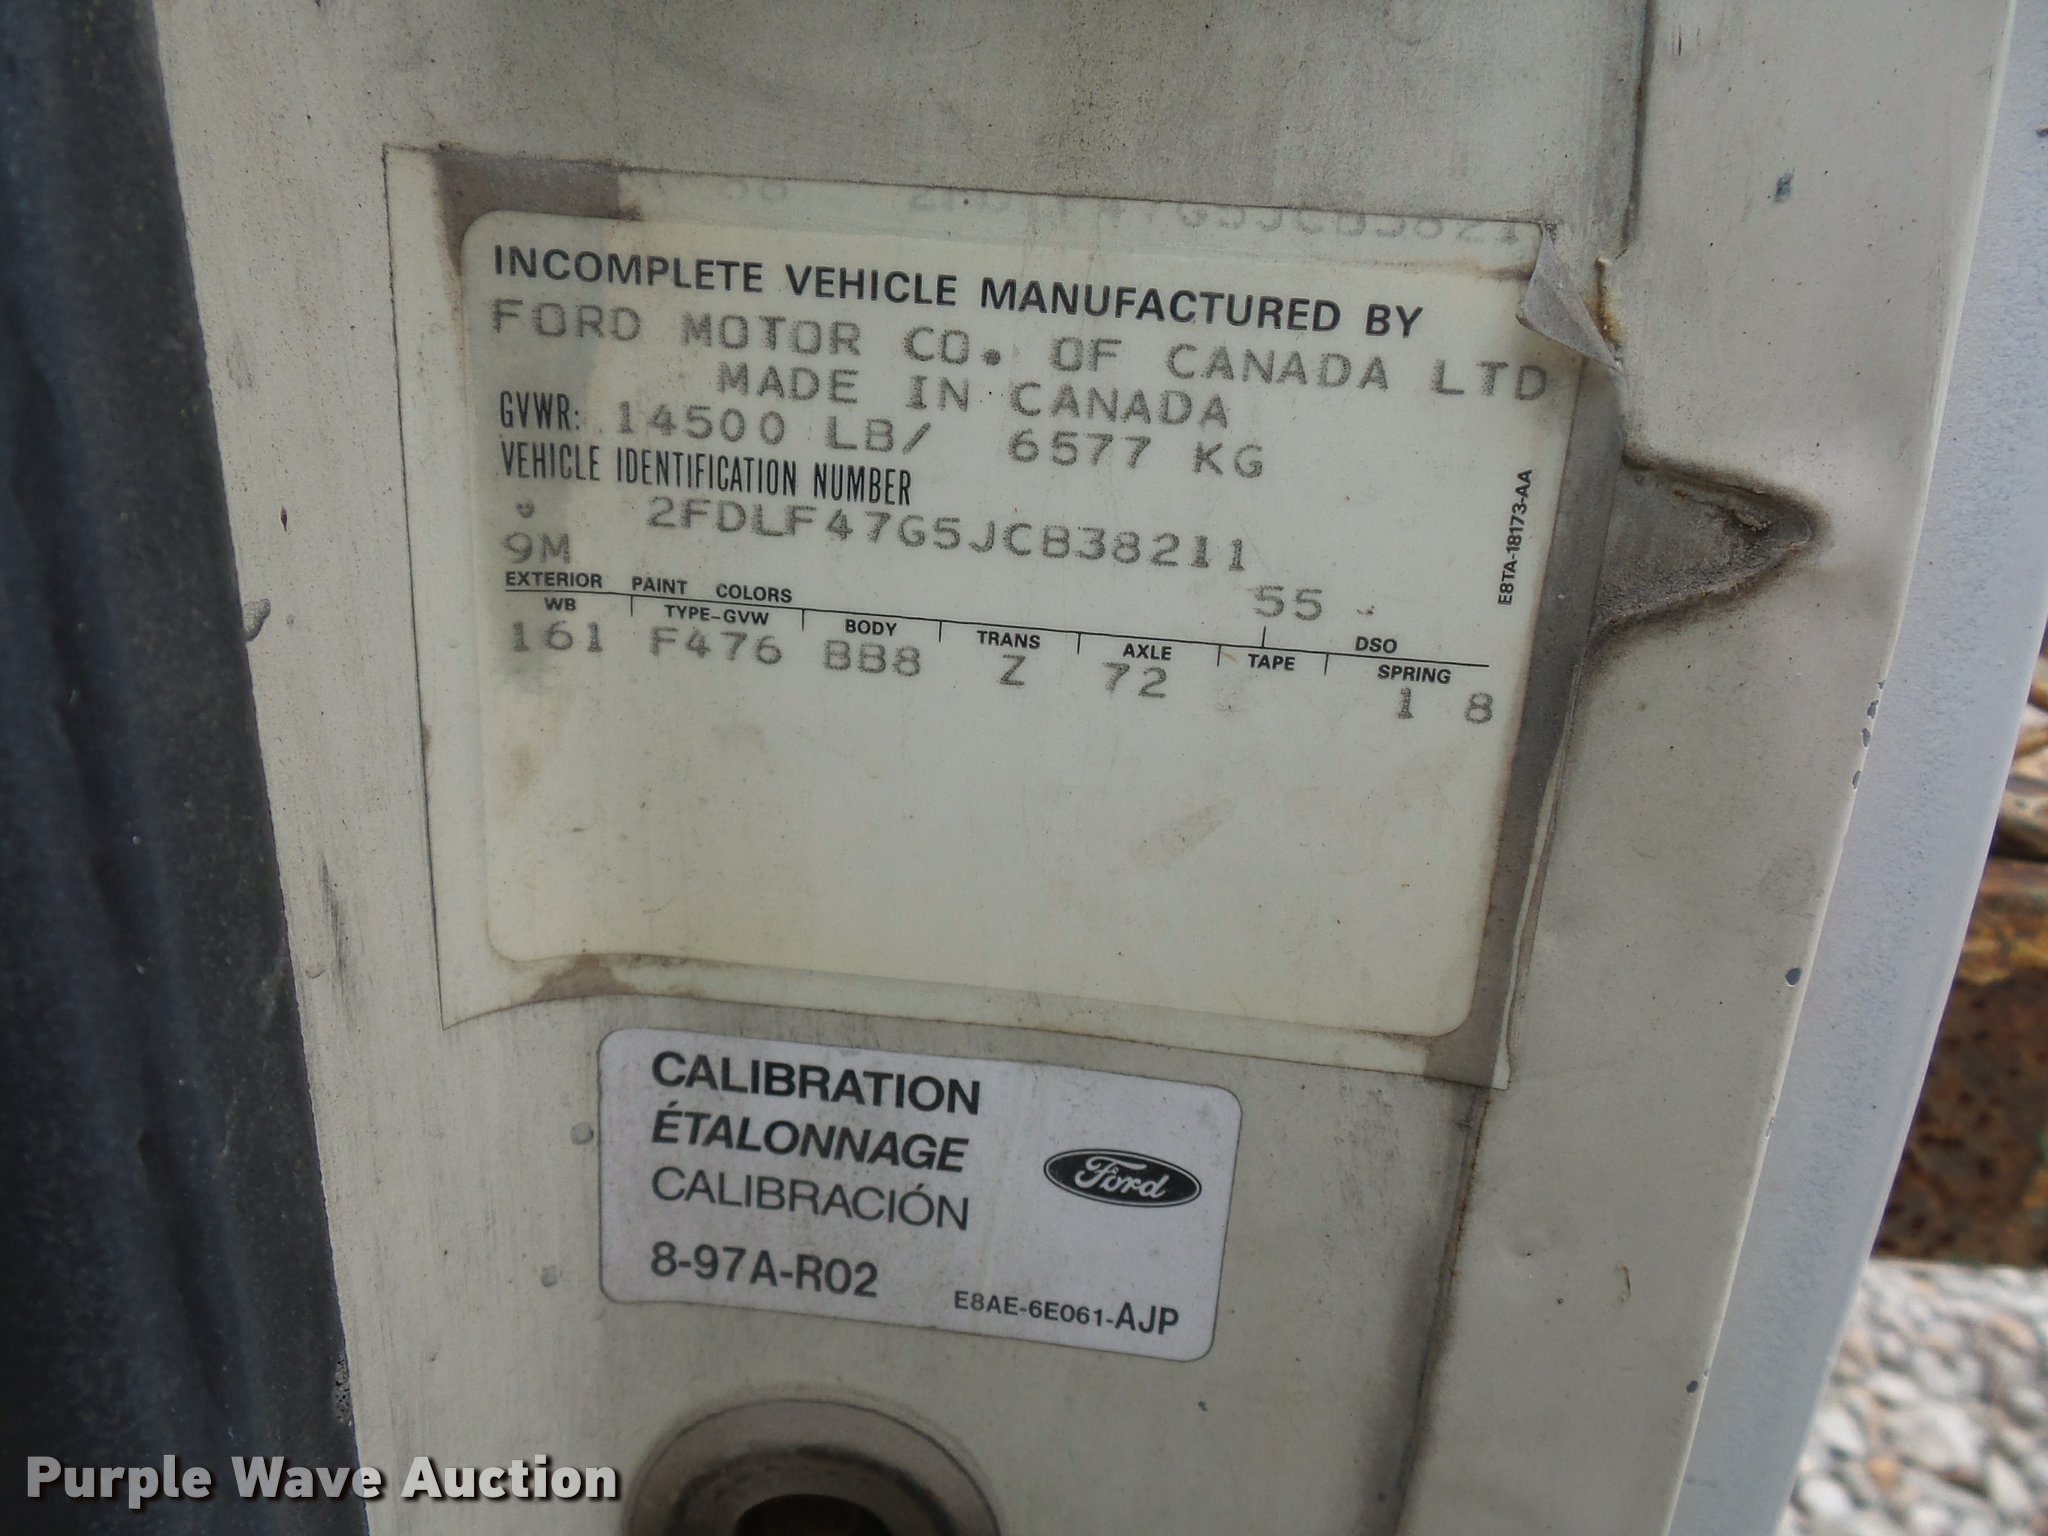 INCOMPLETE VEHICLE MANUFACTURED BY
FORD MOTOR CO. OF CANADA LTD
MADE IN CANADA
GVWR: 14500 LB/ 6577 KG
VEHICLE IDENTIFICATION NUMBER
2FDLF47G5JCB38211
9M 55
EXTERIOR PAINT COLORS DSO
WB TYPE-GVW BODY TRANS AXLE TAPE SPRING
161 F476 BB8 Z 72 1 8
E8TA-18173-AA
CALIBRATION
ÉTALONNAGE
CALIBRACIÓN
Ford
8-97A-R02
E8AE-6E061-AJP
Purple Wave Auction